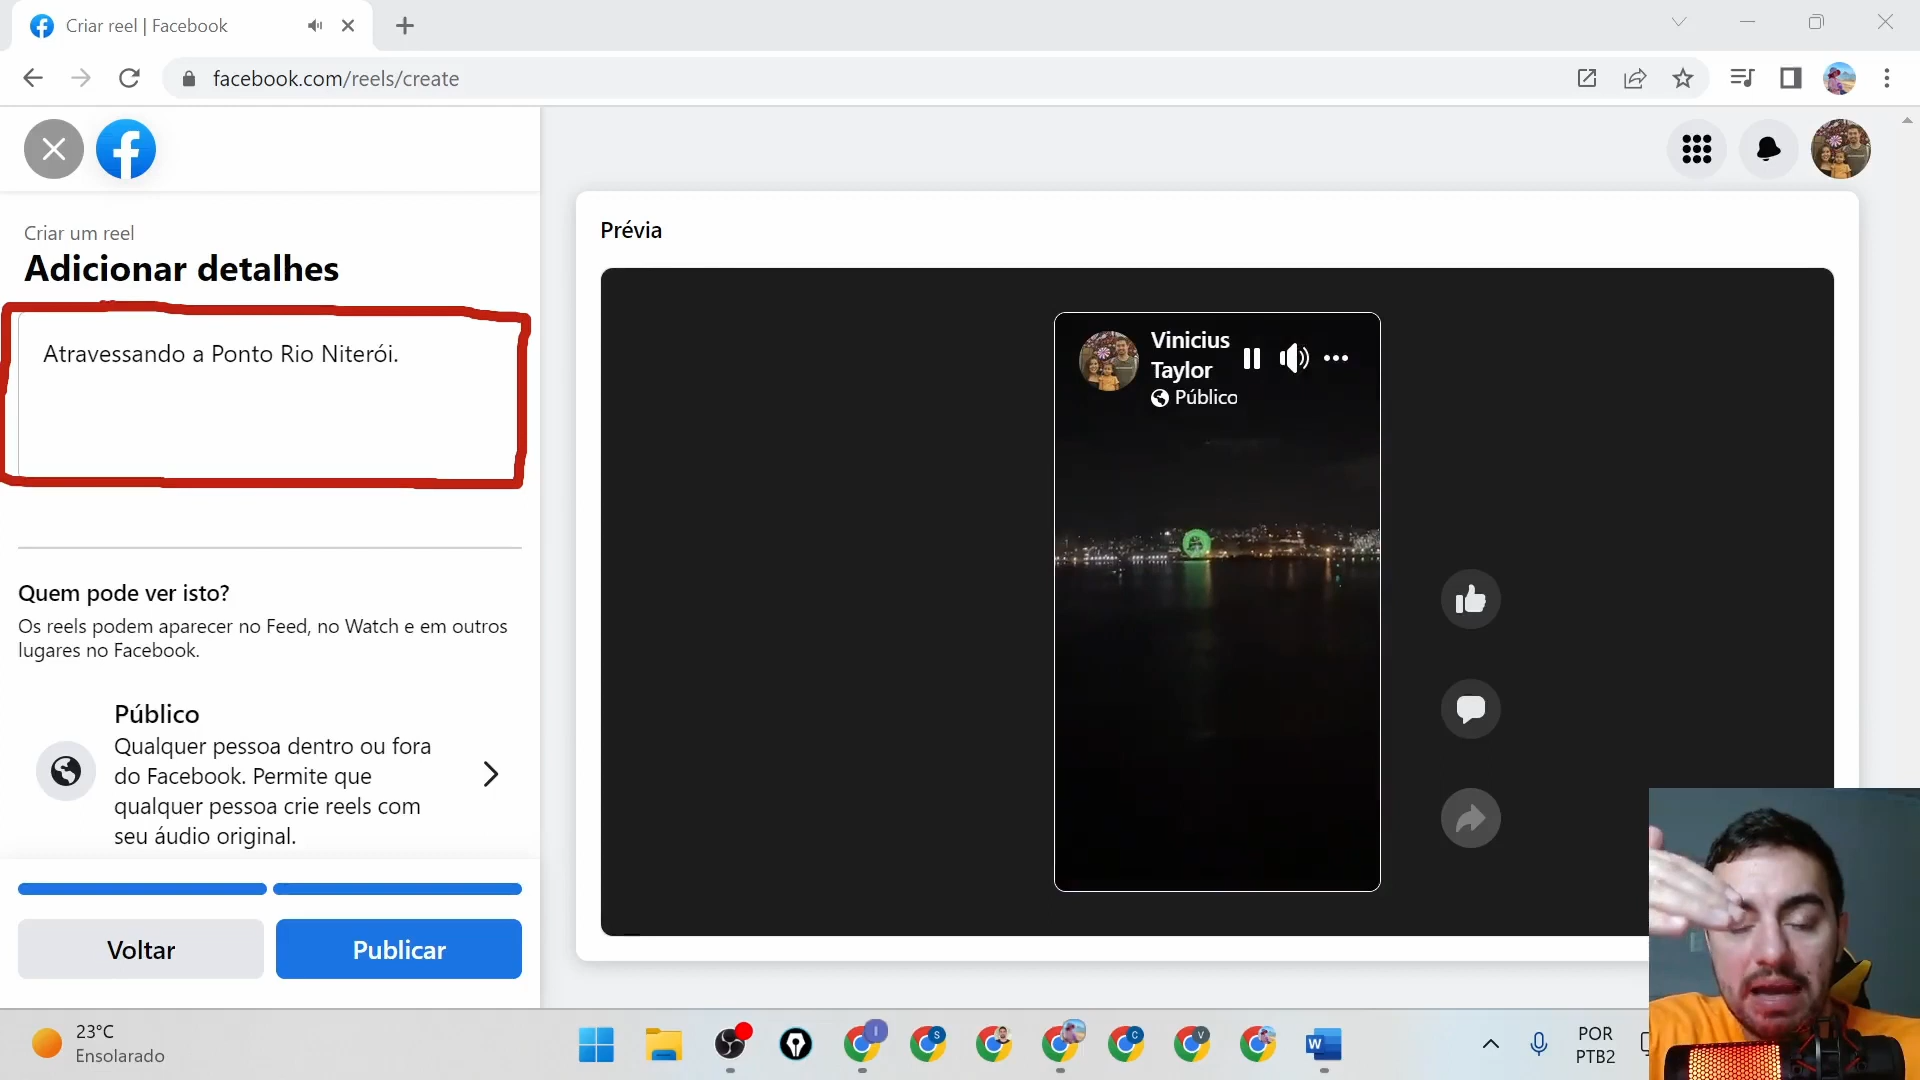 Criar reel | Facebook
facebook.com/reels/create
Criar um reel
Adicionar detalhes
Atravessando a Ponto Rio Niterói.
Quem pode ver isto?
Os reels podem aparecer no Feed, no Watch e em outros
lugares no Facebook.
Público
Qualquer pessoa dentro ou fora
do Facebook. Permite que
qualquer pessoa crie reels com
seu áudio original.
Voltar
Publicar
Prévia
Vinicius
Taylor
Público
23°C
Ensolarado
I
S
C
V
W
POR
PTB2